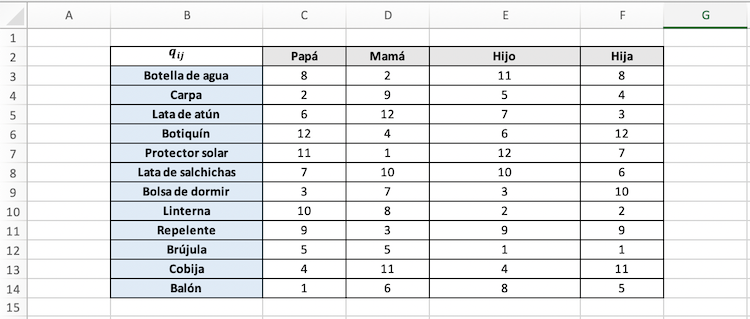 A B C D E F G
1
2 q_{ij} Papá Mamá Hijo Hija
3 Botella de agua 8 2 11 8
4 Carpa 2 9 5 4
5 Lata de atún 6 12 7 3
6 Botiquín 12 4 6 12
7 Protector solar 11 1 12 7
8 Lata de salchichas 7 10 10 6
9 Bolsa de dormir 3 7 3 10
10 Linterna 10 8 2 2
11 Repelente 9 3 9 9
12 Brújula 5 5 1 1
13 Cobija 4 11 4 11
14 Balón 1 6 8 5
15